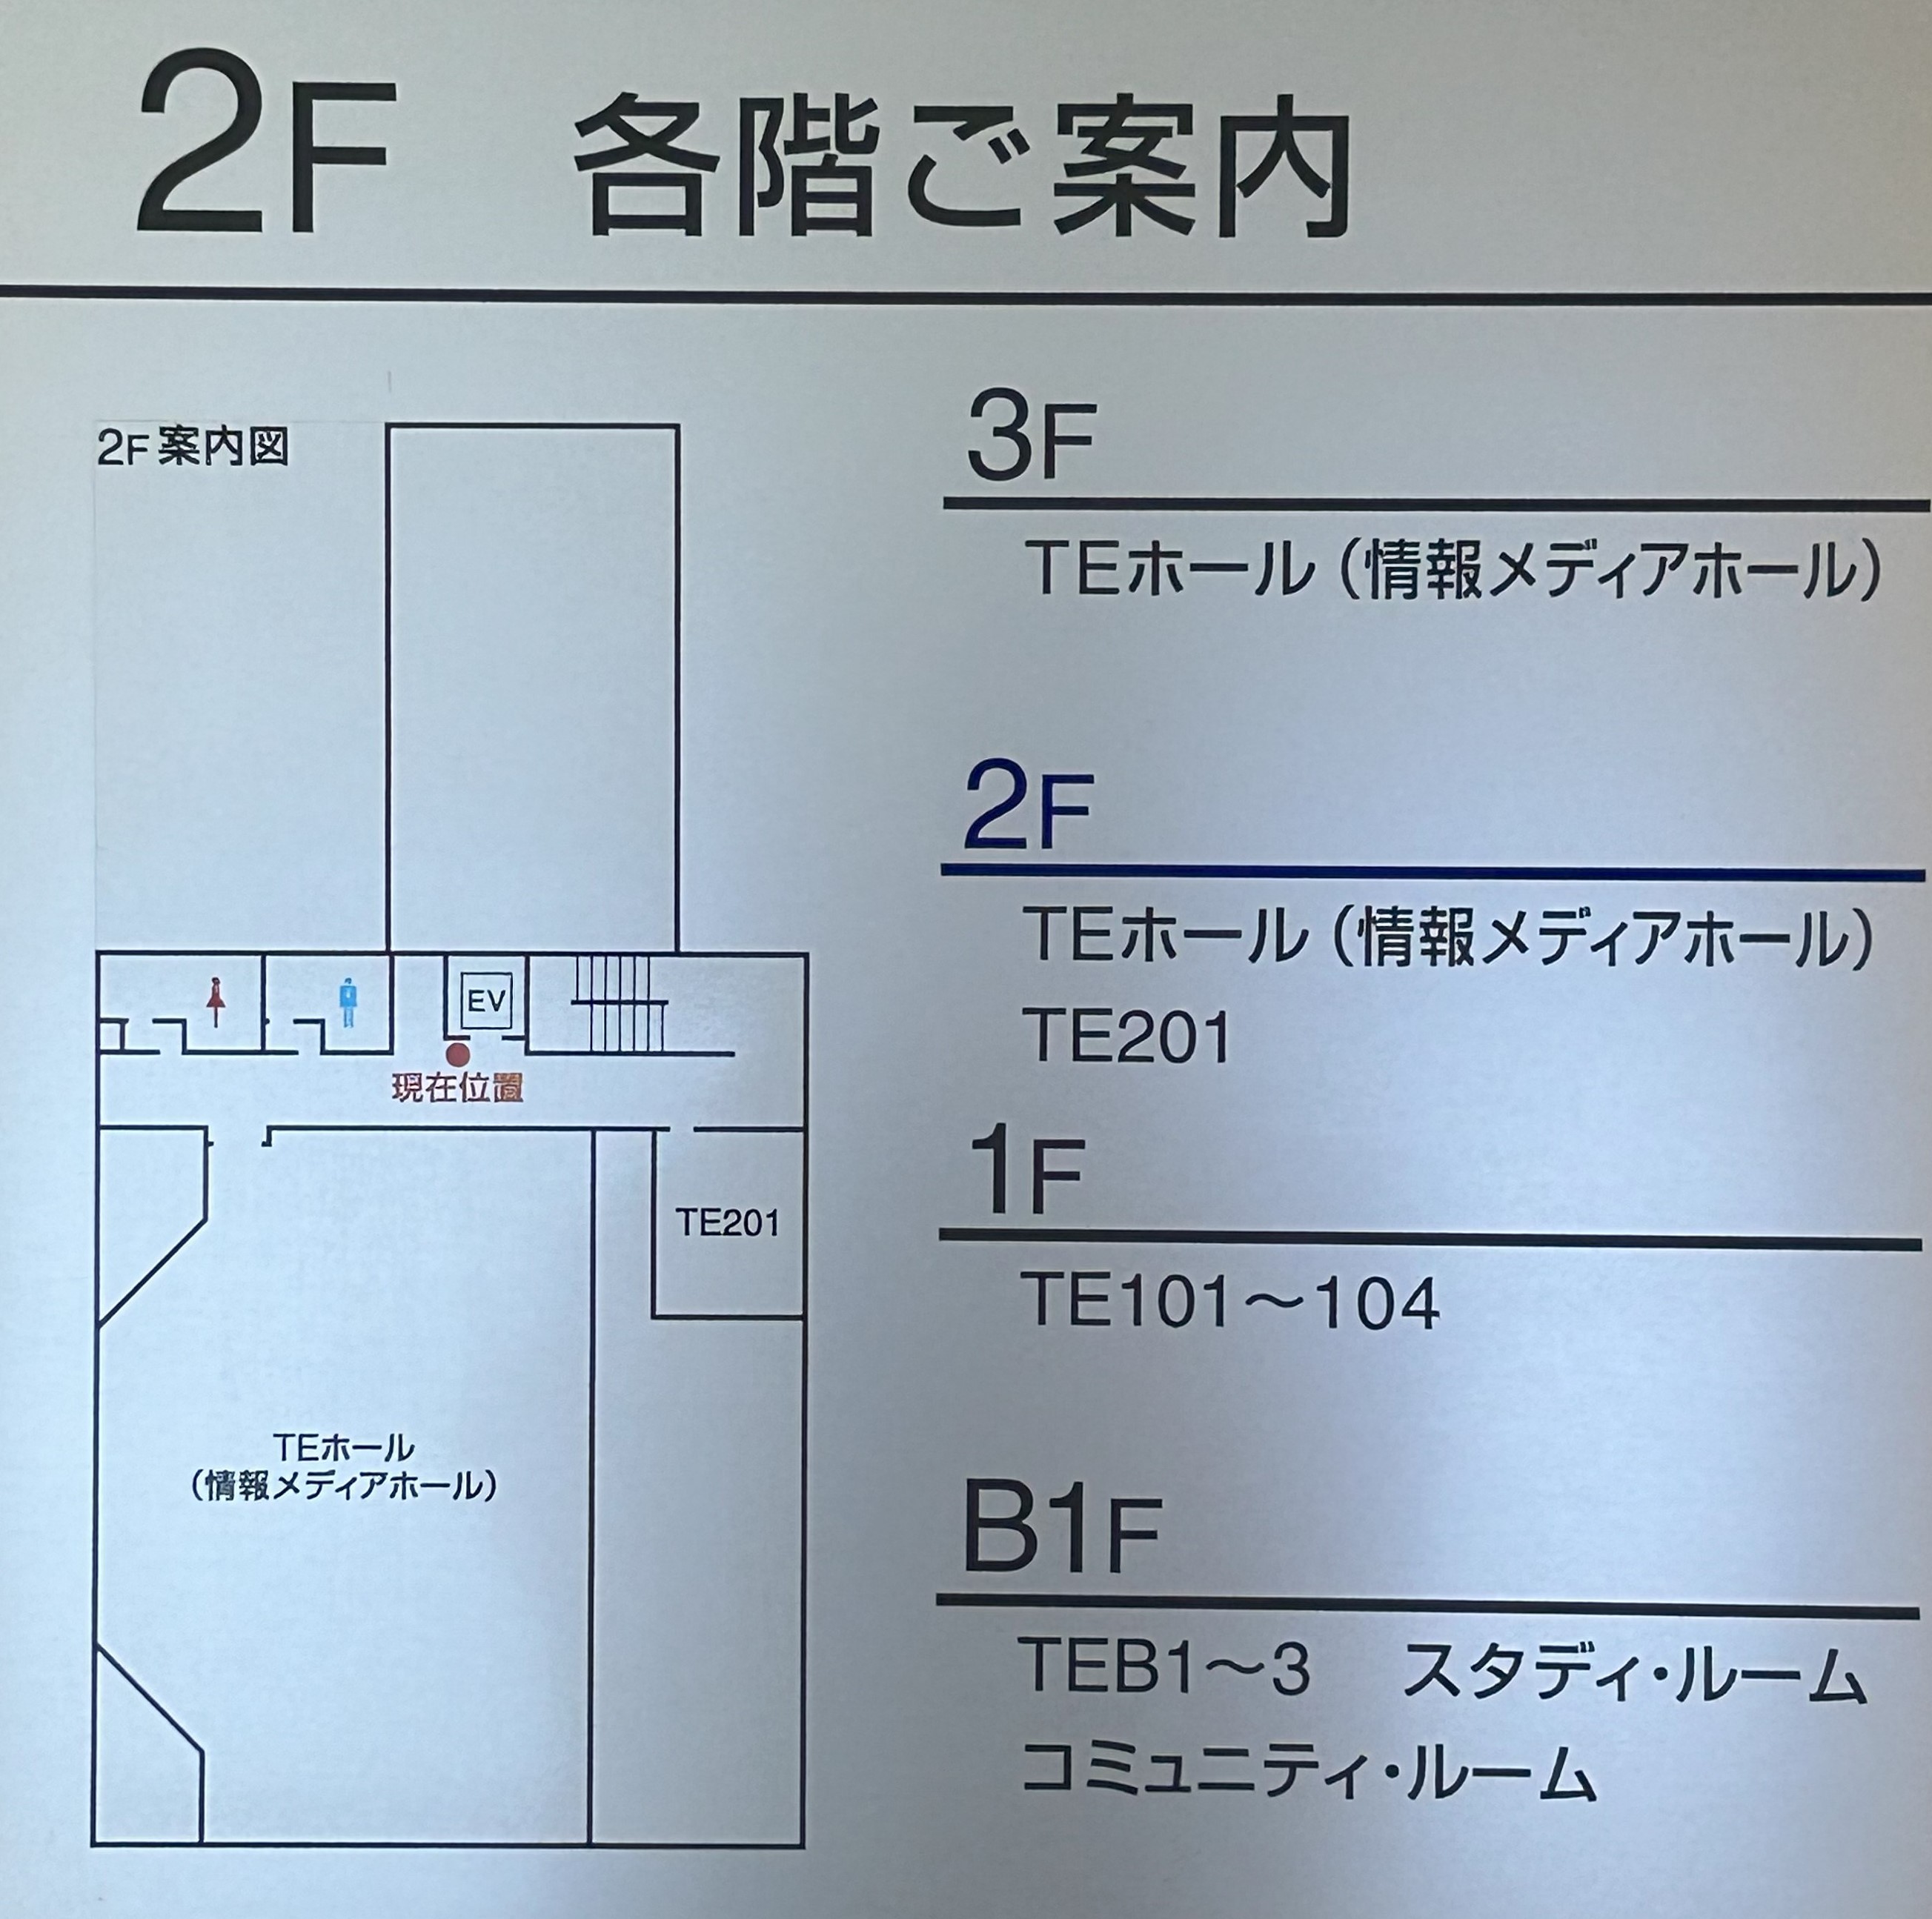 2F 各階ご案内
2F 案内図
EV
現在位置
TE201
TEホール
(情報メディアホール)
3F
TEホール(情報メディアホール)
2F
TEホール(情報メディアホール)
TE201
1F
TE101〜104
B1F
TEB1〜3 スタディ・ルーム
コミュニティ・ルーム